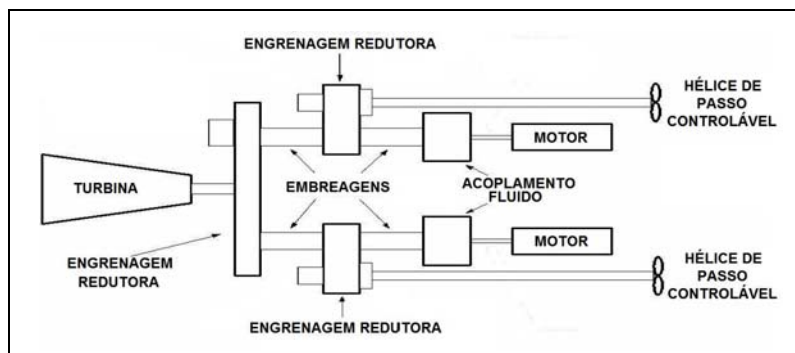 ENGRENAGEM REDUTORA
HÉLICE DE
PASSO
CONTROLÁVEL
MOTOR
TURBINA
EMBREAGENS
ACOPLAMENTO
FLUIDO
ENGRENAGEM
REDUTORA
MOTOR
HÉLICE DE
PASSO
CONTROLÁVEL
ENGRENAGEM REDUTORA